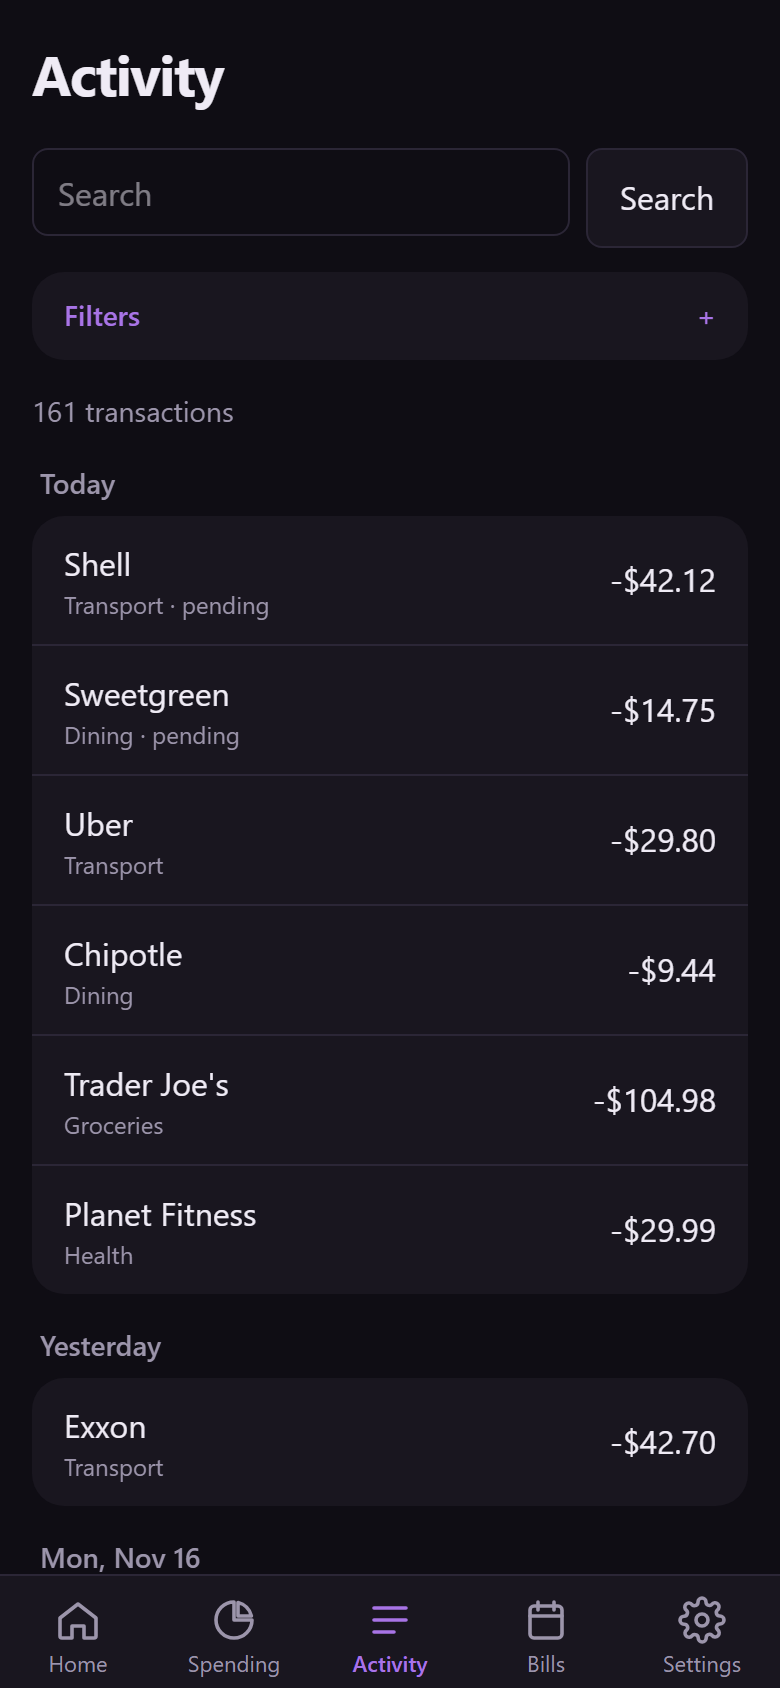 Activity
Search
Search
Filters +
161 transactions
Today
Shell
Transport · pending
-$42.12
Sweetgreen
Dining · pending
-$14.75
Uber
Transport
-$29.80
Chipotle
Dining
-$9.44
Trader Joe's
Groceries
-$104.98
Planet Fitness
Health
-$29.99
Yesterday
Exxon
Transport
-$42.70
Mon, Nov 16
Home
Spending
Activity
Bills
Settings